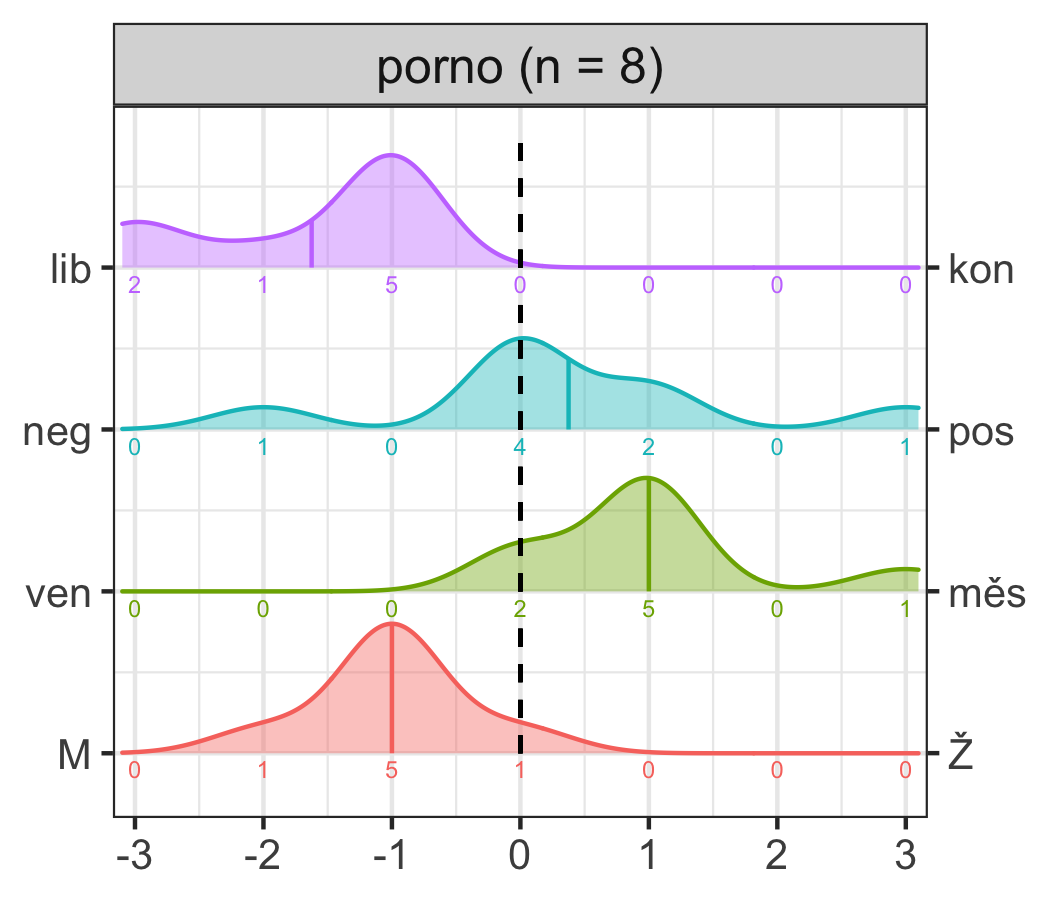 porno (n = 8)
lib kon
2 1 5 0 0 0 0
neg pos
0 1 0 4 2 0 1
ven měs
0 0 0 2 5 0 1
M Ž
0 1 5 1 0 0 0
-3 -2 -1 0 1 2 3